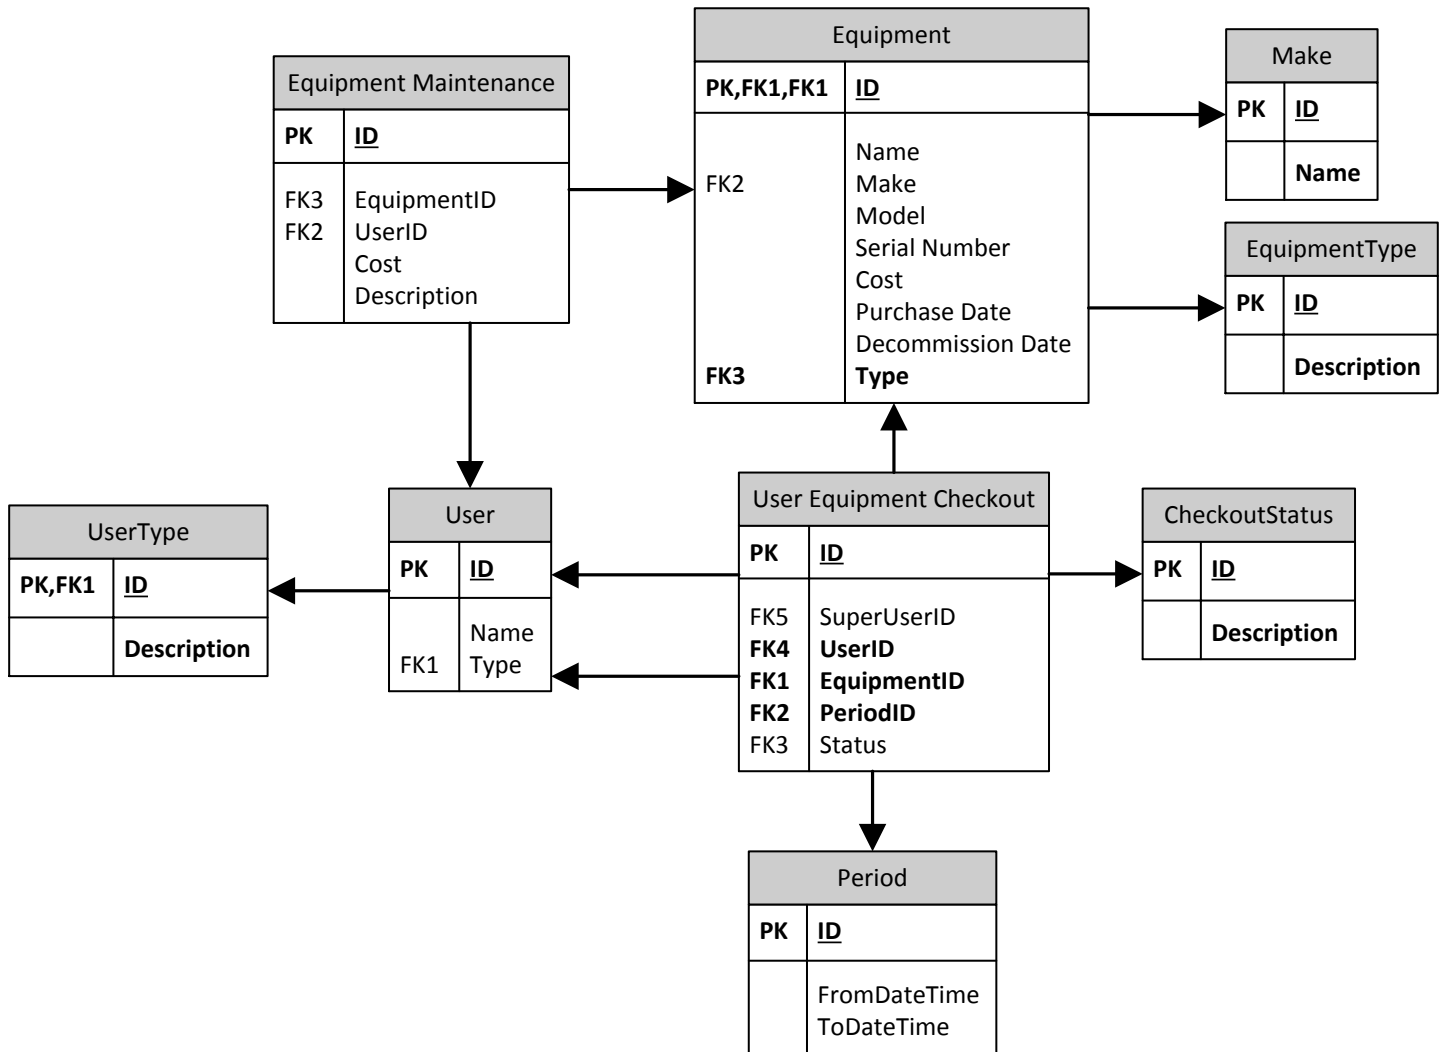 Equipment Maintenance
PK ID
FK3 EquipmentID
FK2 UserID
Cost
Description
Equipment
PK,FK1,FK1 ID
Name
FK2 Make
Model
Serial Number
Cost
Purchase Date
Decommission Date
FK3 Type
Make
PK ID
Name
EquipmentType
PK ID
Description
UserType
PK,FK1 ID
Description
User
PK ID
Name
FK1 Type
User Equipment Checkout
PK ID
FK5 SuperUserID
FK4 UserID
FK1 EquipmentID
FK2 PeriodID
FK3 Status
CheckoutStatus
PK ID
Description
Period
PK ID
FromDateTime
ToDateTime